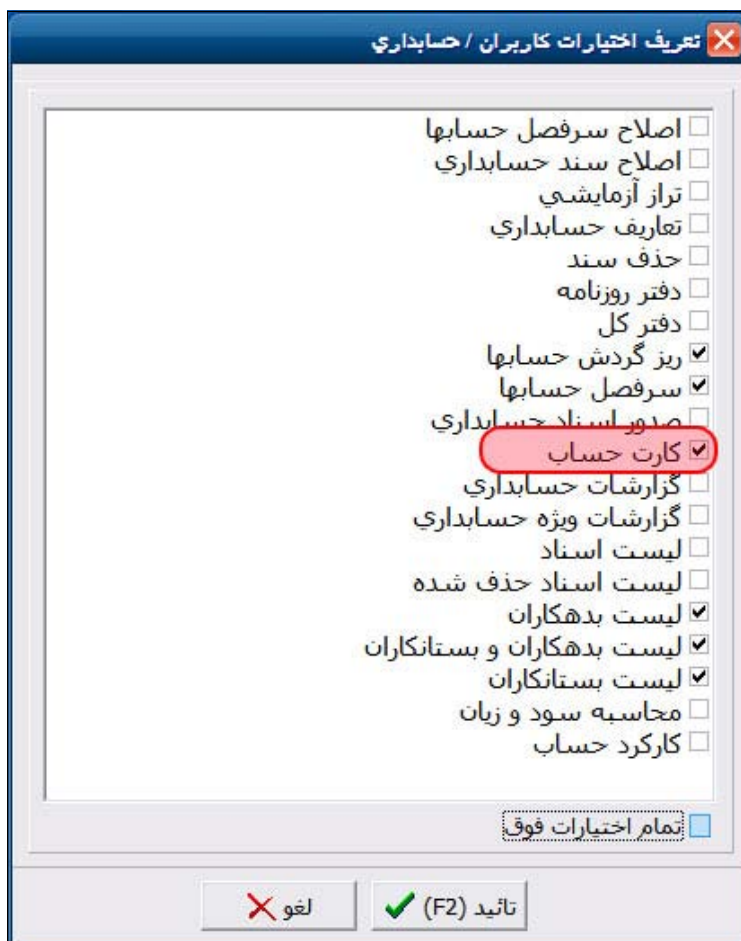 تعريف اختيارات كاربران / حسابداري
اصلاح سرفصل حسابها
اصلاح سند حسابداري
تراز آزمايشي
تعاريف حسابداري
حذف سند
دفتر روزنامه
دفتر كل
ريز گردش حسابها
سرفصل حسابها
صدور اسناد حسابداري
كارت حساب
گزارشات حسابداري
گزارشات ويژه حسابداري
ليست اسناد
ليست اسناد حذف شده
ليست بدهكاران
ليست بدهكاران و بستانكاران
ليست بستانكاران
محاسبه سود و زيان
كاركرد حساب
تمام اختيارات فوق
تائيد (F2)
لغو